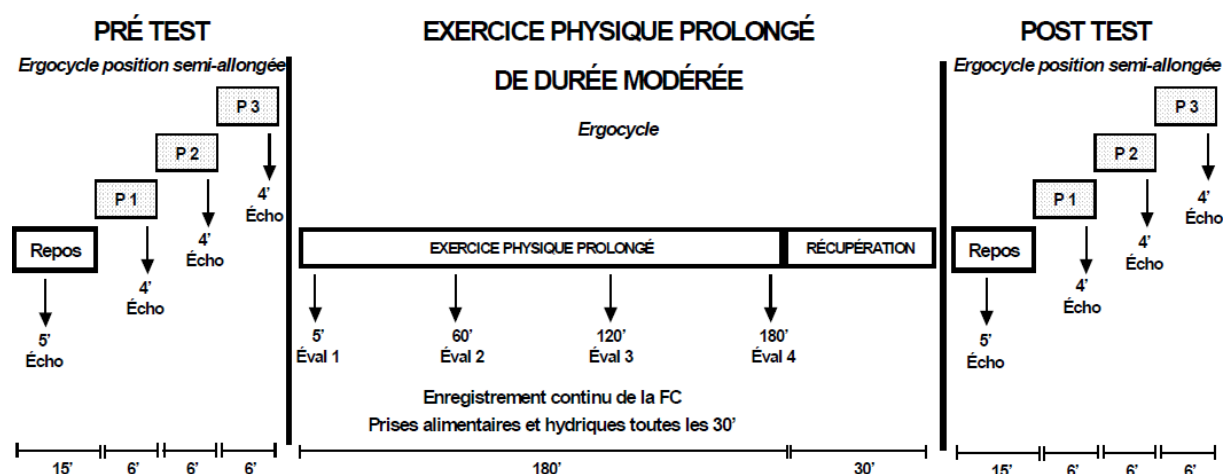 PRÉ TEST
Ergocycle position semi-allongée
P 3
P 2
P 1
Repos
4'
Écho
4'
Écho
4'
Écho
5'
Écho
15'
6'
6'
6'
EXERCICE PHYSIQUE PROLONGÉ
DE DURÉE MODÉRÉE
Ergocycle
EXERCICE PHYSIQUE PROLONGÉ
RÉCUPÉRATION
5'
Éval 1
60'
Éval 2
120'
Éval 3
180'
Éval 4
Enregistrement continu de la FC
Prises alimentaires et hydriques toutes les 30'
180'
30'
POST TEST
Ergocycle position semi-allongée
P 3
P 2
P 1
Repos
4'
Écho
4'
Écho
4'
Écho
5'
Écho
15'
6'
6'
6'